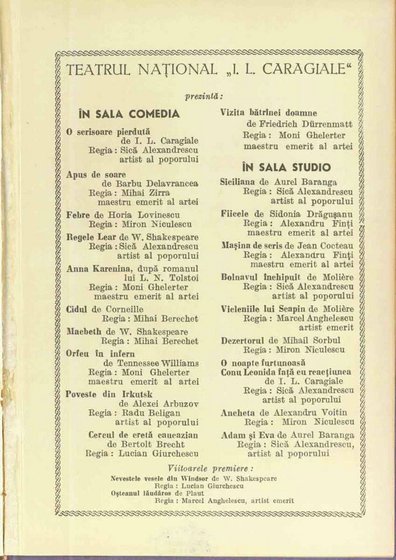 TEATRUL NAȚIONAL „I. L. CARAGIALE“
prezintă :
ÎN SALA COMEDIA
O scrisoare pierdută
de I. L. Caragiale
Regia : Sică Alexandrescu
artist al poporului
Apus de soare
de Barbu Delavrancea
Regia : Mihai Zirra
maestru emerit al artei
Febre de Horia Lovinescu
Regia : Miron Niculescu
Regele Lear de W. Shakespeare
Regia : Sică Alexandrescu
artist al poporului
Anna Karenina, după romanul
lui L. N. Tolstoi
Regia : Moni Ghelerter
maestru emerit al artei
Cidul de Corneille
Regia : Mihai Berechet
Macbeth de W. Shakespeare
Regia : Mihai Berechet
Orfeu în infern
de Tennessee Williams
Regia : Moni Ghelerter
maestru emerit al artei
Poveste din Irkutsk
de Alexei Arbuzov
Regia : Radu Beligan
artist al poporului
Cercul de cretă caucazian
de Bertolt Brecht
Regia : Lucian Giurchescu
Vizita bătrînei doamne
de Friedrich Dürrenmatt
Regia : Moni Ghelerter
maestru emerit al artei
ÎN SALA STUDIO
Siciliana de Aurel Baranga
Regia : Sică Alexandrescu
artist al poporului
Fiicele de Sidonia Drăgușanu
Regia : Alexandru Finți
maestru emerit al artei
Mașina de scris de Jean Cocteau
Regia : Alexandru Finți
maestru emerit al artei
Bolnavul închipuit de Molière
Regia : Sică Alexandrescu
artist al poporului
Vicleniile lui Scapin de Molière
Regia : Marcel Anghelescu
artist emerit
Dezertorul de Mihail Sorbul
Regia : Miron Niculescu
O noapte furtunoasă
Conu Leonida față cu reacțiunea
de I. L. Caragiale
Regia : Sică Alexandrescu
artist al poporului
Ancheta de Alexandru Voitin
Regia : Miron Niculescu
Adam și Eva de Aurel Baranga
Regia : Sică Alexandrescu,
artist al poporului
Viitoarele premiere :
Nevestele vesele din Windsor de W. Shakespeare
Regia : Lucian Giurchescu
Ostașul lăudăros de Plaut
Regia : Marcel Anghelescu, artist emerit